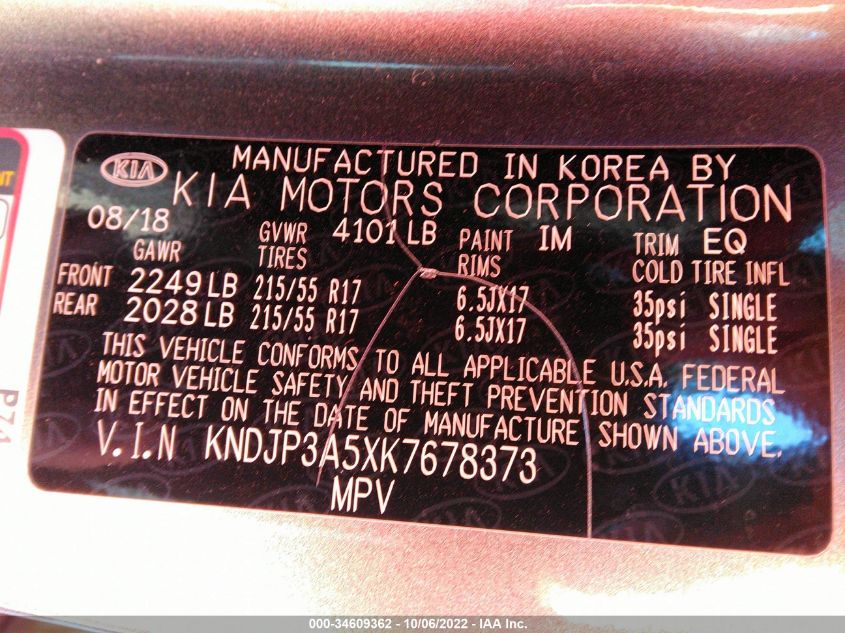 KIA
MANUFACTURED IN KOREA BY
KIA MOTORS CORPORATION
08/18 GVWR 4101 LB PAINT IM TRIM EQ
GAWR TIRES RIMS COLD TIRE INFL
FRONT 2249 LB 215/55 R17 6.5JX17 35psi SINGLE
REAR 2028 LB 215/55 R17 6.5JX17 35psi SINGLE
THIS VEHICLE CONFORMS TO ALL APPLICABLE U.S.A. FEDERAL
MOTOR VEHICLE SAFETY AND THEFT PREVENTION STANDARDS
IN EFFECT ON THE DATE OF MANUFACTURE SHOWN ABOVE.
V.I.N KNDJP3A5XK7678373
MPV
000-34609362 - 10/06/2022 - IAA Inc.